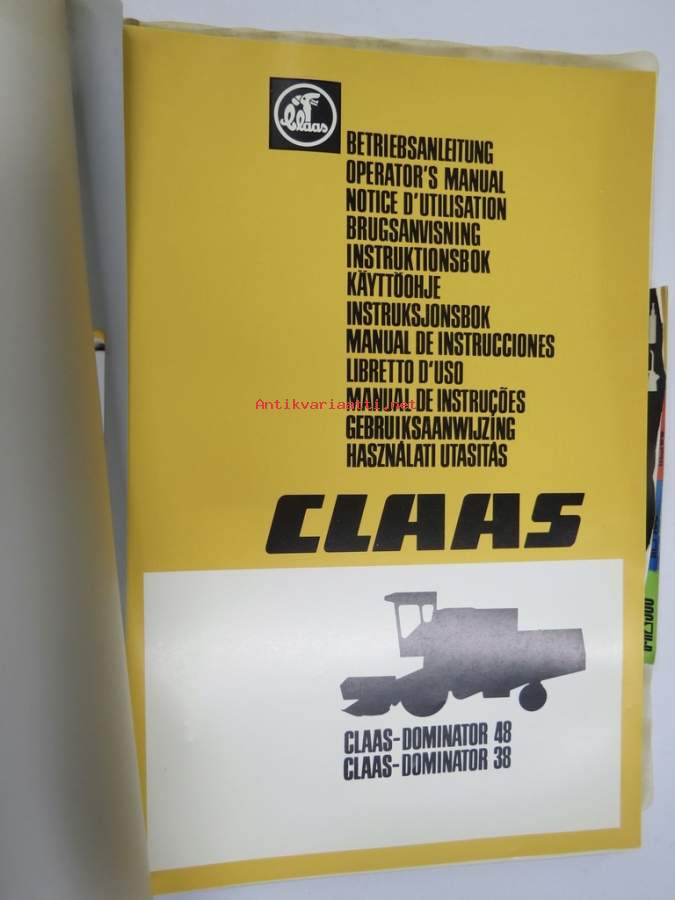 Claas
BETRIEBSANLEITUNG
OPERATOR'S MANUAL
NOTICE D'UTILISATION
BRUGSANVISNING
INSTRUKTIONSBOK
KÄYTTŎOHJE
INSTRUKSJONSBOK
MANUAL DE INSTRUCCIONES
LIBRETTO D'USO
MANUAL DE INSTRUÇÕES
Antikvariaatti.net
GEBRUIKSAANWIJZING
HASZNÁLATI UTASITÁS
CLAAS
CLAAS-DOMINATOR 48
CLAAS-DOMINATOR 38